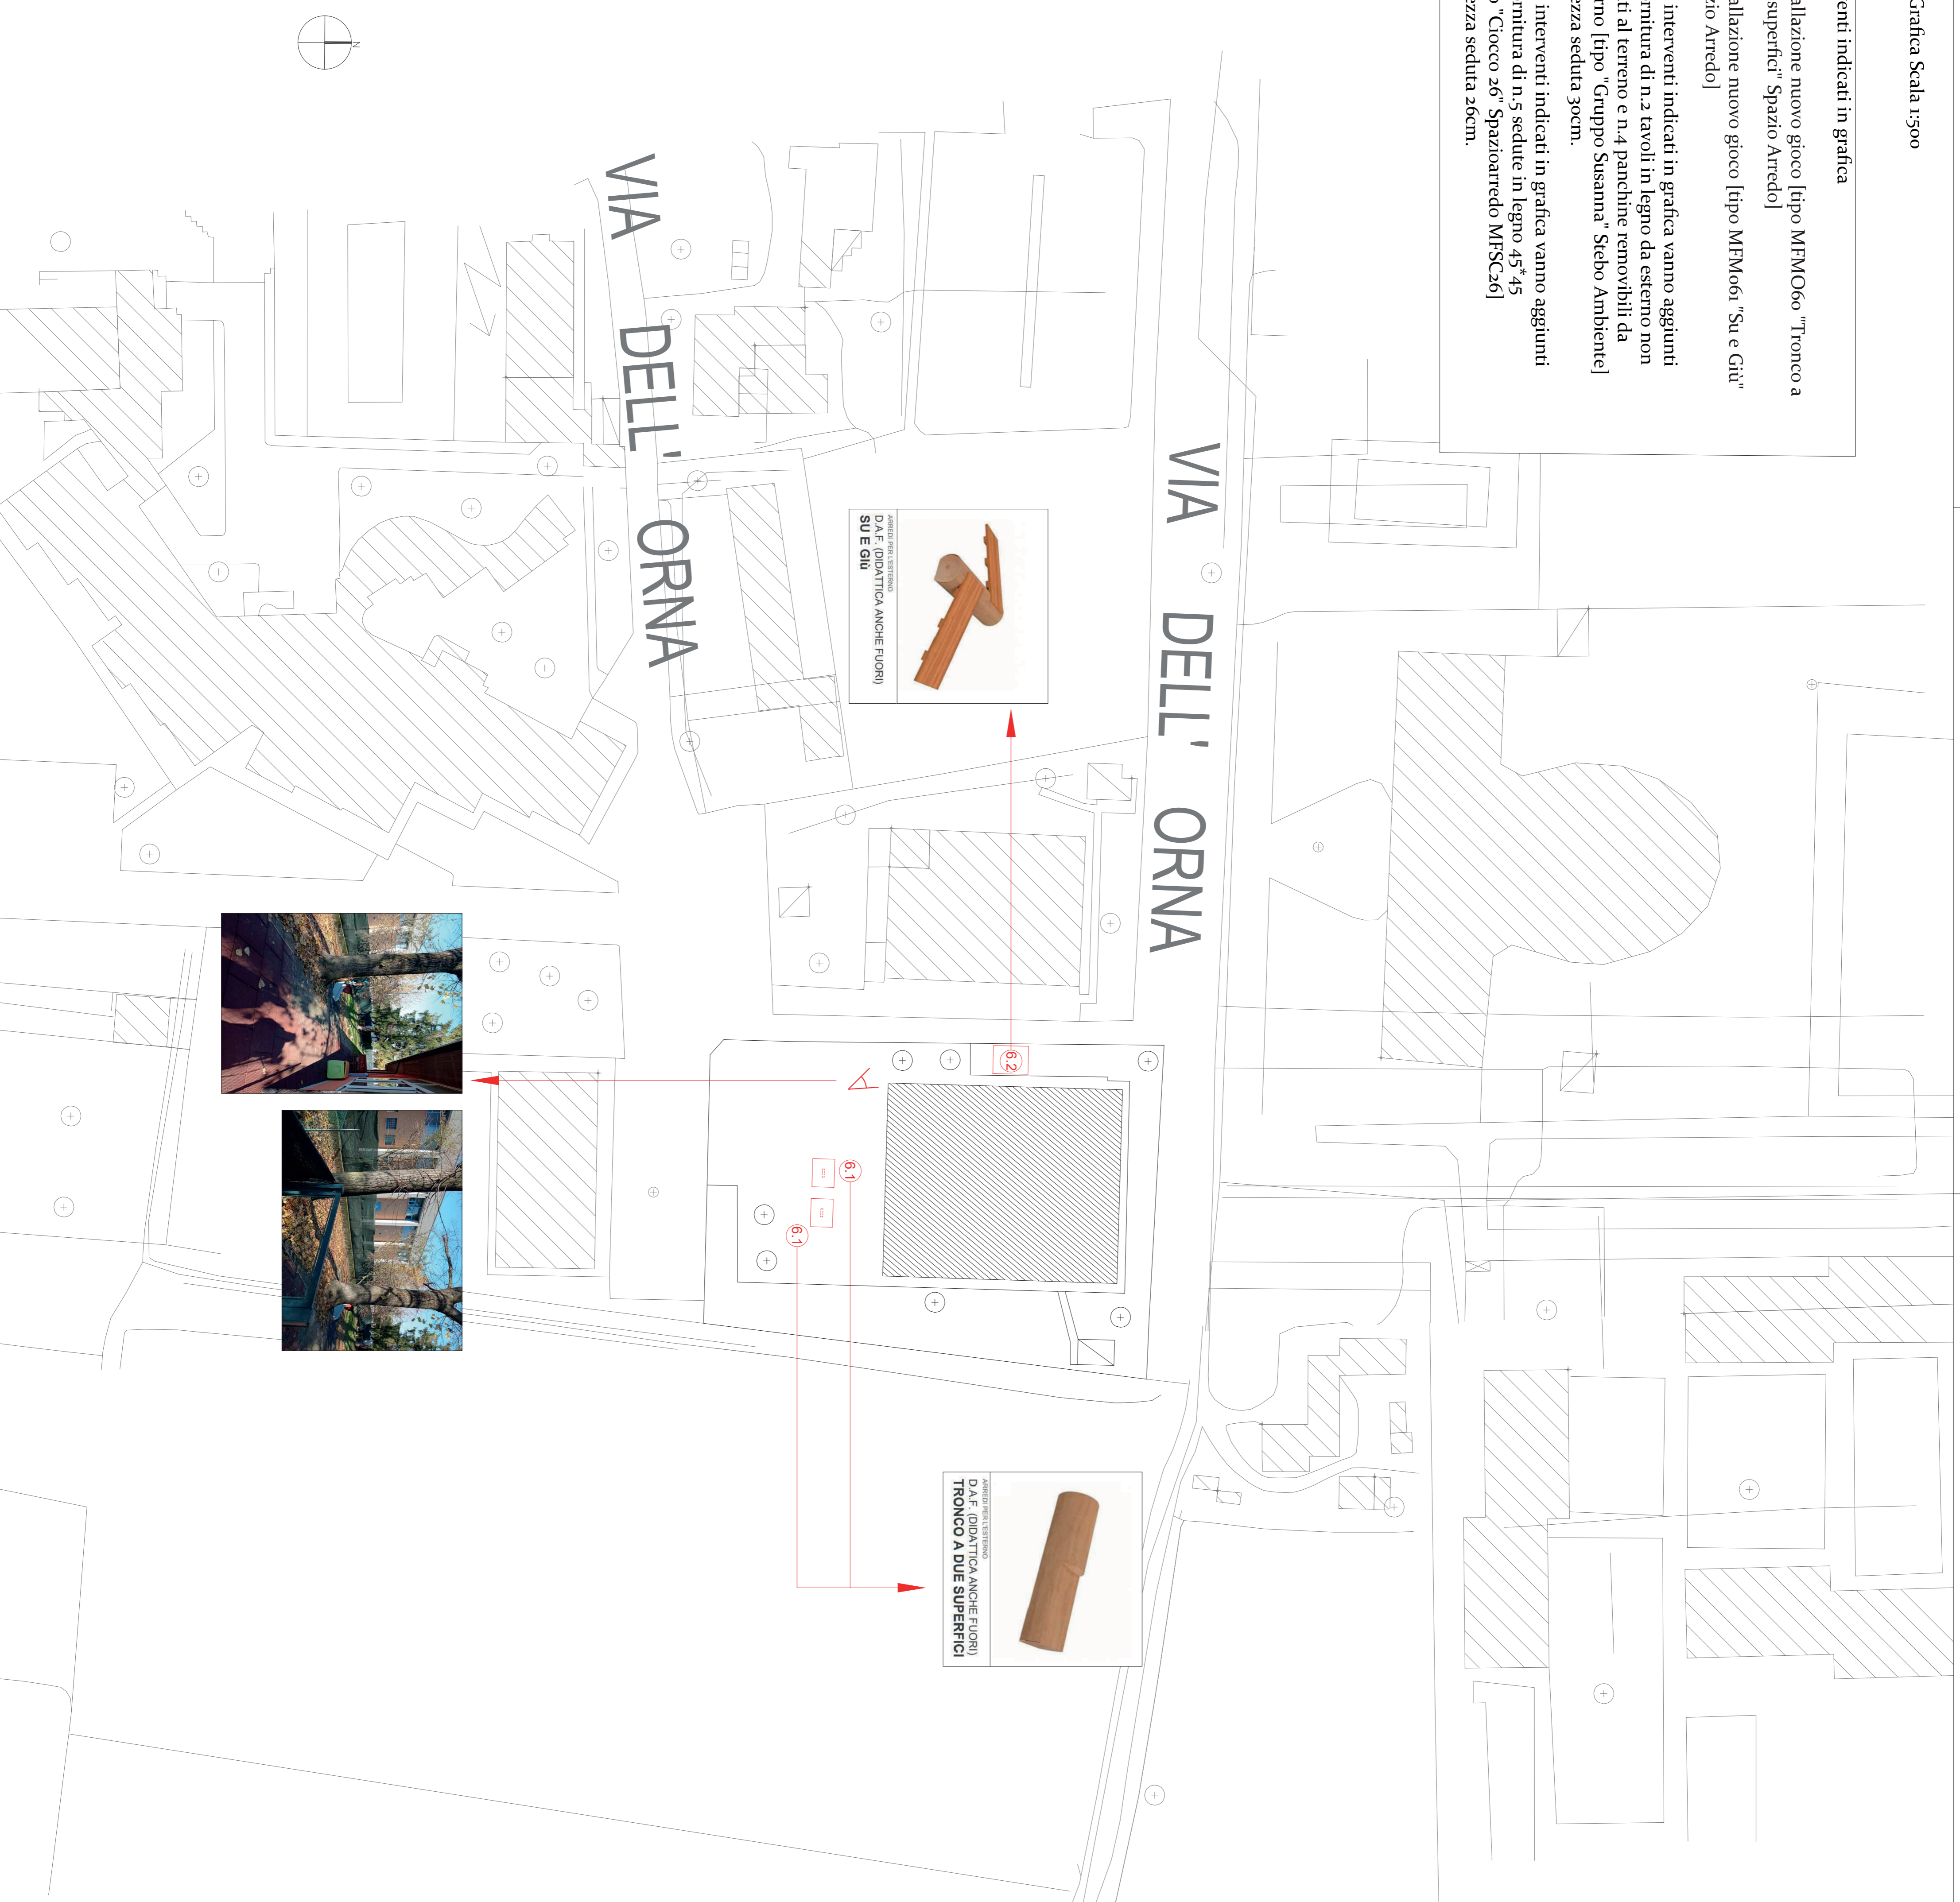 Grafica Scala 1:500
enti indicati in grafica
allazione nuovo gioco [tipo MFMO60 "Tronco a
superfici" Spazio Arredo]
allazione nuovo gioco [tipo MFM061 "Su e Giù"
zio Arredo]
interventi indicati in grafica vanno aggiunti
rnitura di n.2 tavoli in legno da esterno non
ti al terreno e n.4 panchine removibili da
rno [tipo "Gruppo Susanna" Stebo Ambiente]
ezza seduta 30cm.
interventi indicati in grafica vanno aggiunti
rnitura di n.5 sedute in legno 45*45
o "Ciocco 26" Spazioarredo MFSC26]
ezza seduta 26cm.
N
VIA DELL' ORNA
VIA DELL' ORNA
ARREDI PER L'ESTERNO
D.A.F. (DIDATTICA ANCHE FUORI)
SU E GIÙ
6.2
6.1
6.1
ARREDI PER L'ESTERNO
D.A.F. (DIDATTICA ANCHE FUORI)
TRONCO A DUE SUPERFICI